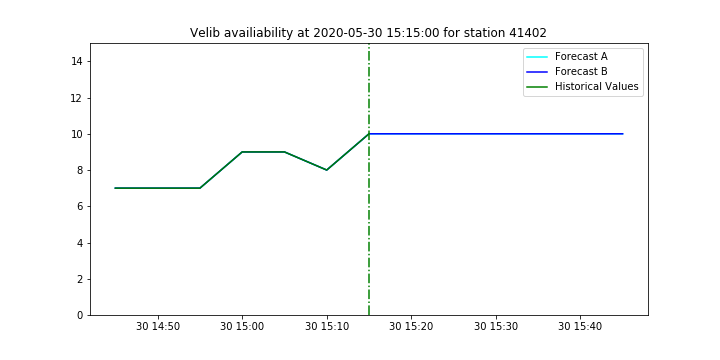 Velib availiability at 2020-05-30 15:15:00 for station 41402
Forecast A
Forecast B
Historical Values
14
12
10
8
6
4
2
0
30 14:50 30 15:00 30 15:10 30 15:20 30 15:30 30 15:40